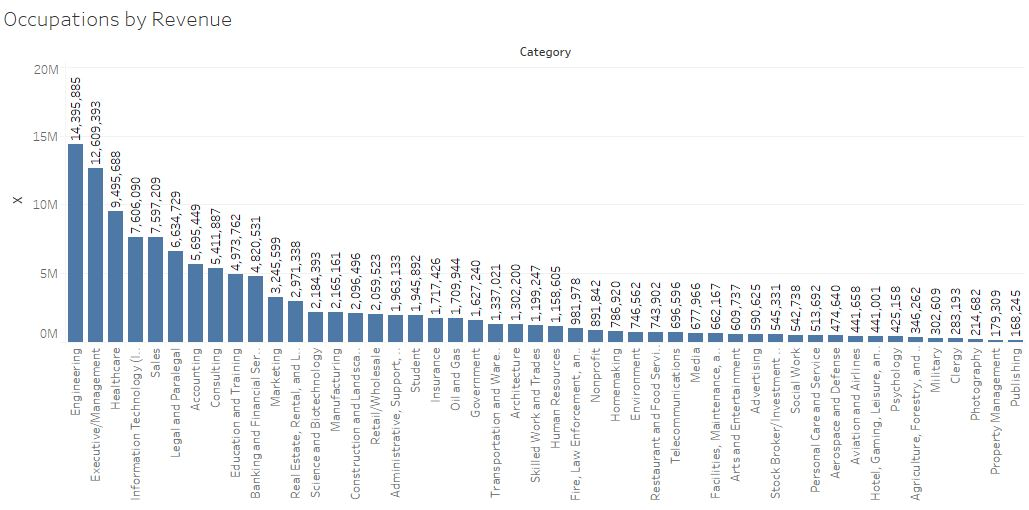 Occupations by Revenue
Category
20M
15M
10M
5M
0M
X
14,395,885
12,609,393
9,495,688
7,606,090
7,597,209
6,634,729
5,695,449
5,411,887
4,973,762
4,820,531
3,245,599
2,971,338
2,184,393
2,165,161
2,096,496
2,059,523
1,963,133
1,945,892
1,717,426
1,709,944
1,627,240
1,337,021
1,302,200
1,199,247
1,158,605
981,978
891,842
786,920
746,562
743,902
696,596
677,966
662,167
609,737
590,625
545,331
542,738
513,692
474,640
441,658
441,001
425,158
346,262
302,609
283,193
214,682
179,309
168,245
Engineering
Executive/Management
Healthcare
Information Technology (I..
Sales
Legal and Paralegal
Accounting
Consulting
Education and Training
Banking and Financial Ser..
Marketing
Real Estate, Rental, and L..
Science and Biotechnology
Manufacturing
Construction and Landsca..
Retail/Wholesale
Administrative, Support, ..
Student
Insurance
Oil and Gas
Government
Transportation and Ware..
Architecture
Skilled Work and Trades
Human Resources
Fire, Law Enforcement, an..
Nonprofit
Homemaking
Environment
Restaurant and Food Servi..
Telecommunications
Media
Facilities, Maintenance, a..
Arts and Entertainment
Advertising
Stock Broker/ Investment ..
Social Work
Personal Care and Service
Aerospace and Defense
Aviation and Airlines
Hotel, Gaming, Leisure, an..
Psychology
Agriculture, Forestry, and ..
Military
Clergy
Photography
Property Management
Publishing